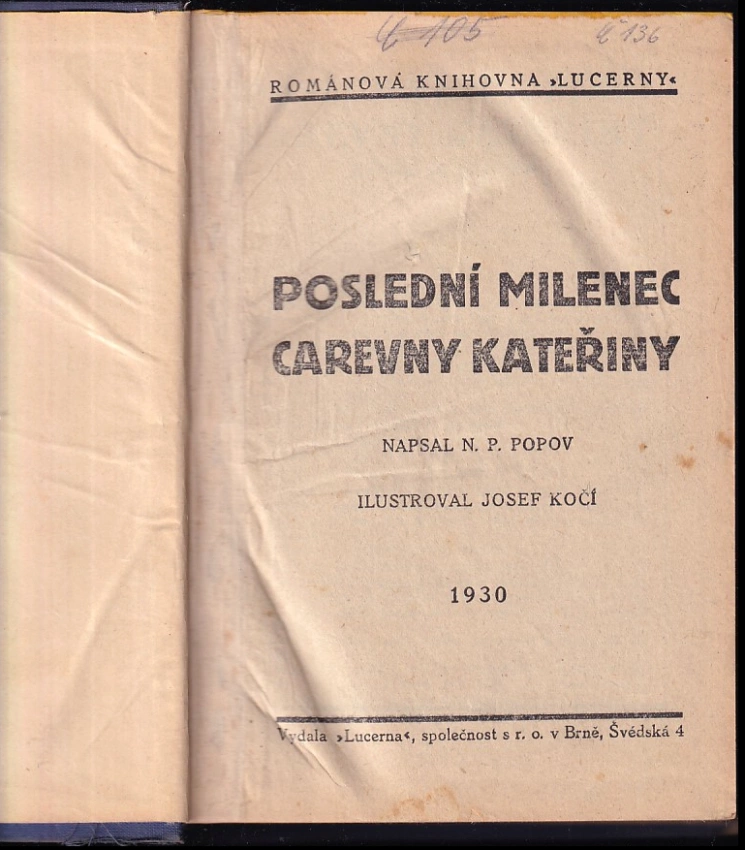 č 105
č 136
ROMÁNOVÁ KNIHOVNA ›LUCERNY‹
POSLEDNÍ MILENEC
CAREVNY KATEŘINY
NAPSAL N. P. POPOV
ILUSTROVAL JOSEF KOČÍ
1930
Vydala ›Lucerna‹, společnost s r. o. v Brně, Švédská 4